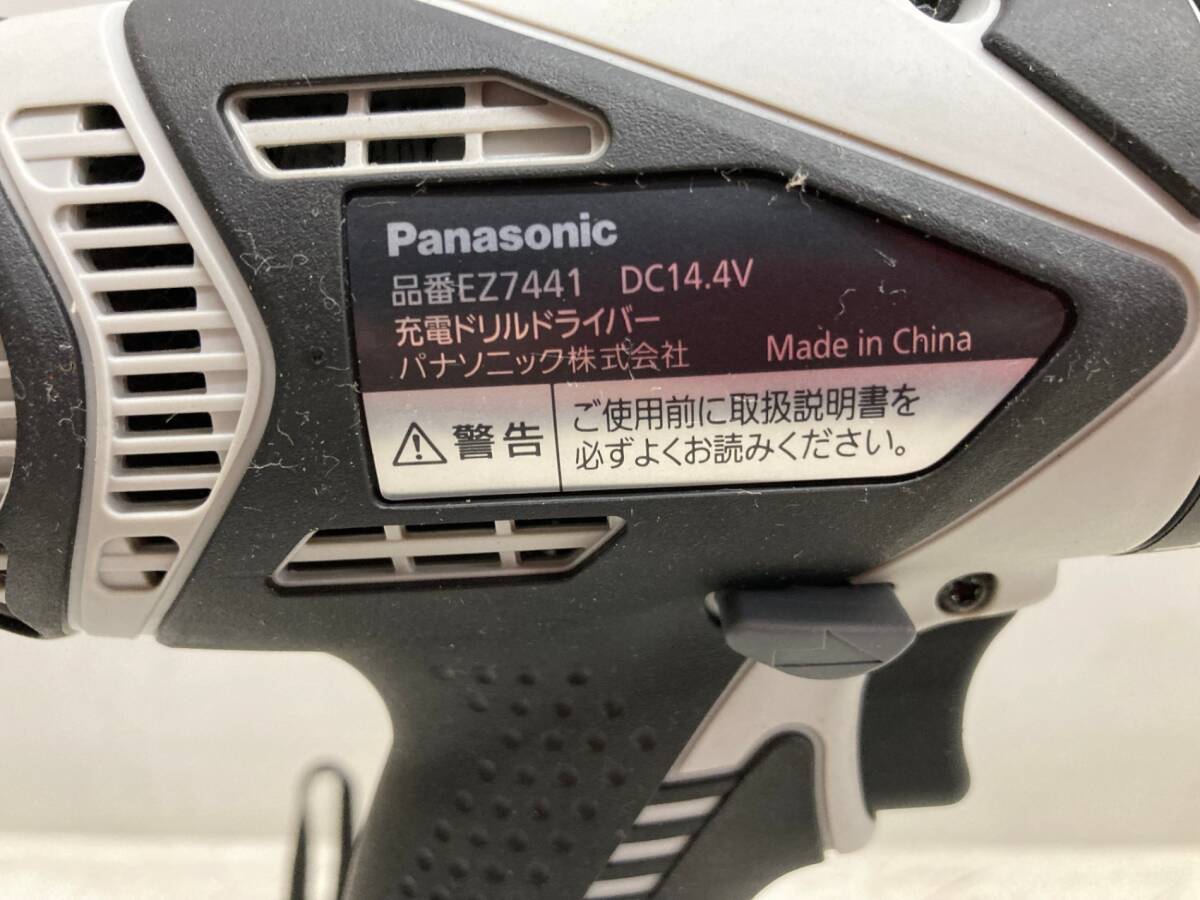 Panasonic
品番EZ7441 DC14.4V
充電ドリルドライバー
パナソニック株式会社 Made in China
警告
ご使用前に取扱説明書を
必ずよくお読みください。